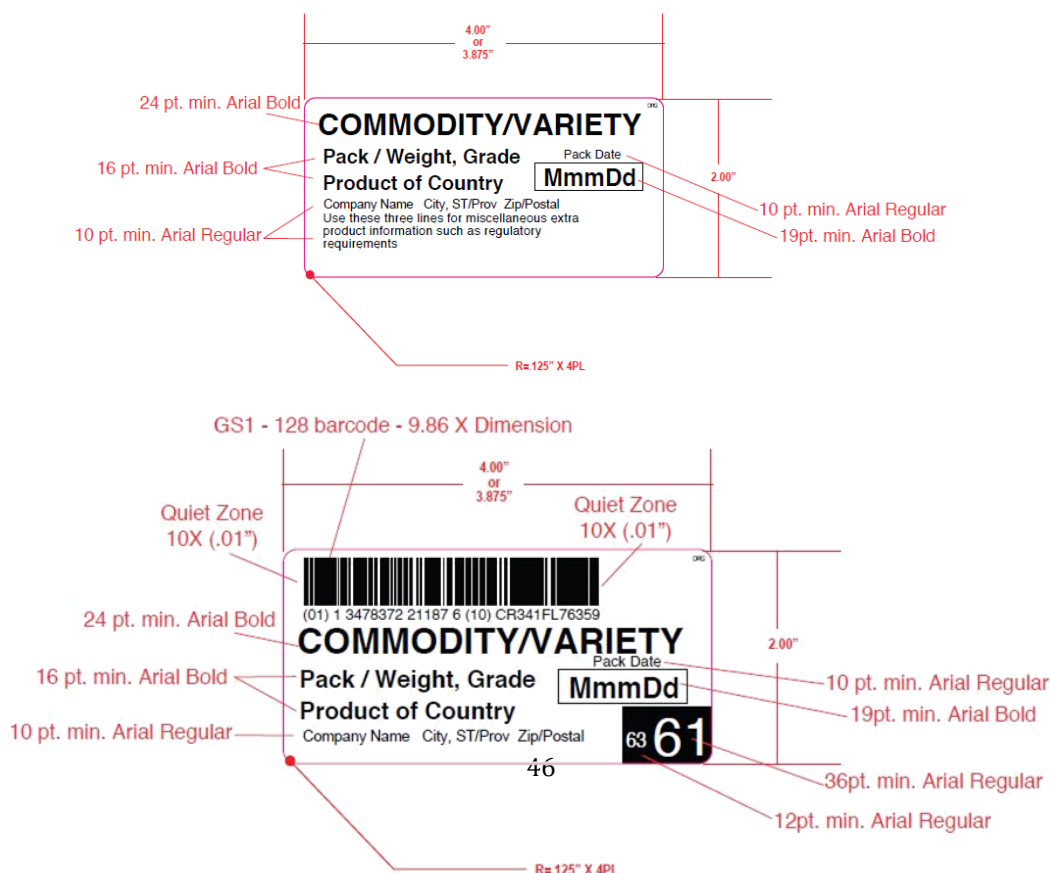 4.00”
or
3.875”
24 pt. min. Arial Bold
ORG
COMMODITY/VARIETY
16 pt. min. Arial Bold
Pack / Weight, Grade
Pack Date
Product of Country
MmmDd
2.00”
Company Name City, ST/Prov Zip/Postal
10 pt. min. Arial Regular
Use these three lines for miscellaneous extra
product information such as regulatory
requirements
10 pt. min. Arial Regular
19pt. min. Arial Bold
R=.125” X 4PL
GS1 - 128 barcode - 9.86 X Dimension
4.00”
or
3.875”
Quiet Zone
10X (.01”)
Quiet Zone
10X (.01”)
ORG
(01) 1 3478372 21187 6 (10) CR341FL76359
24 pt. min. Arial Bold
COMMODITY/VARIETY
2.00”
Pack Date
16 pt. min. Arial Bold
Pack / Weight, Grade
MmmDd
10 pt. min. Arial Regular
Product of Country
19pt. min. Arial Bold
10 pt. min. Arial Regular
Company Name City, ST/Prov Zip/Postal
63 61
46
36pt. min. Arial Regular
12pt. min. Arial Regular
R=.125” X 4PL